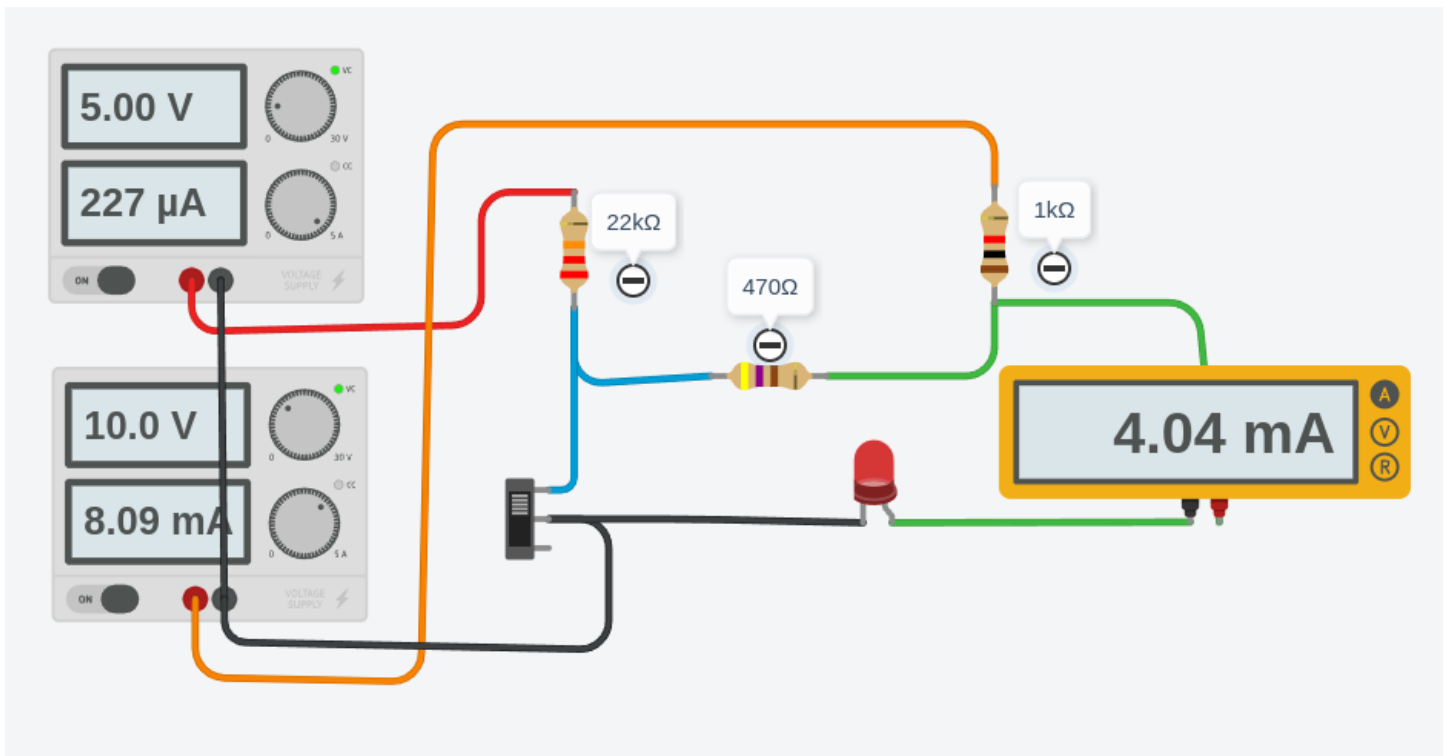 5.00 V
VC
0
30 V
227 µA
CC
0
5 A
ON
VOLTAGE
SUPPLY
22kΩ
1kΩ
470Ω
10.0 V
VC
0
30 V
8.09 mA
CC
0
5 A
ON
VOLTAGE
SUPPLY
4.04 mA
A
V
R